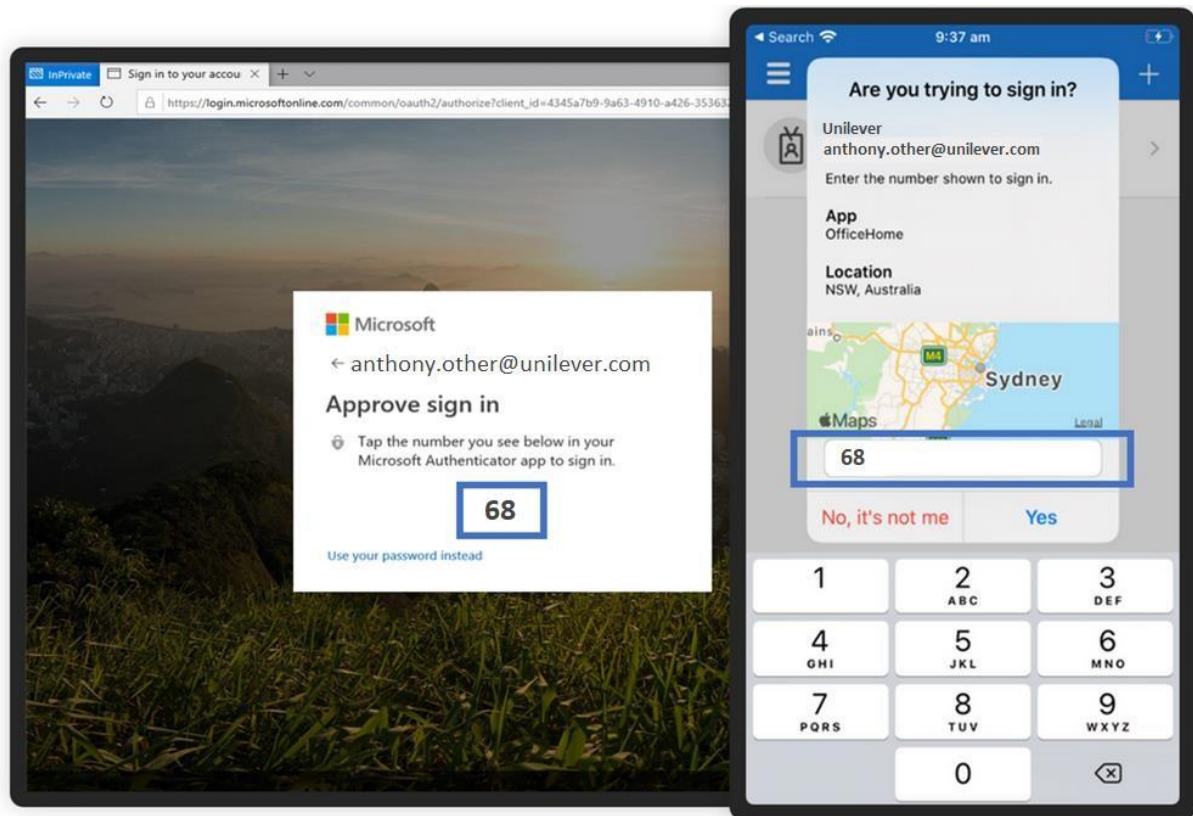 InPrivate
Sign in to your accou
https://login.microsoftonline.com/common/oauth2/authorize?client_id=4345a7b9-9a63-4910-a426-35363
Microsoft
anthony.other@unilever.com
Approve sign in
Tap the number you see below in your
Microsoft Authenticator app to sign in.
68
Use your password instead
Search
9:37 am
Are you trying to sign in?
Unilever
anthony.other@unilever.com
Enter the number shown to sign in.
App
OfficeHome
Location
NSW, Australia
ains
M4
Sydney
Maps
Legal
68
No, it's not me
Yes
1
2
3
ABC
DEF
4
5
6
GHI
JKL
MNO
7
8
9
PQRS
TUV
WXYZ
0